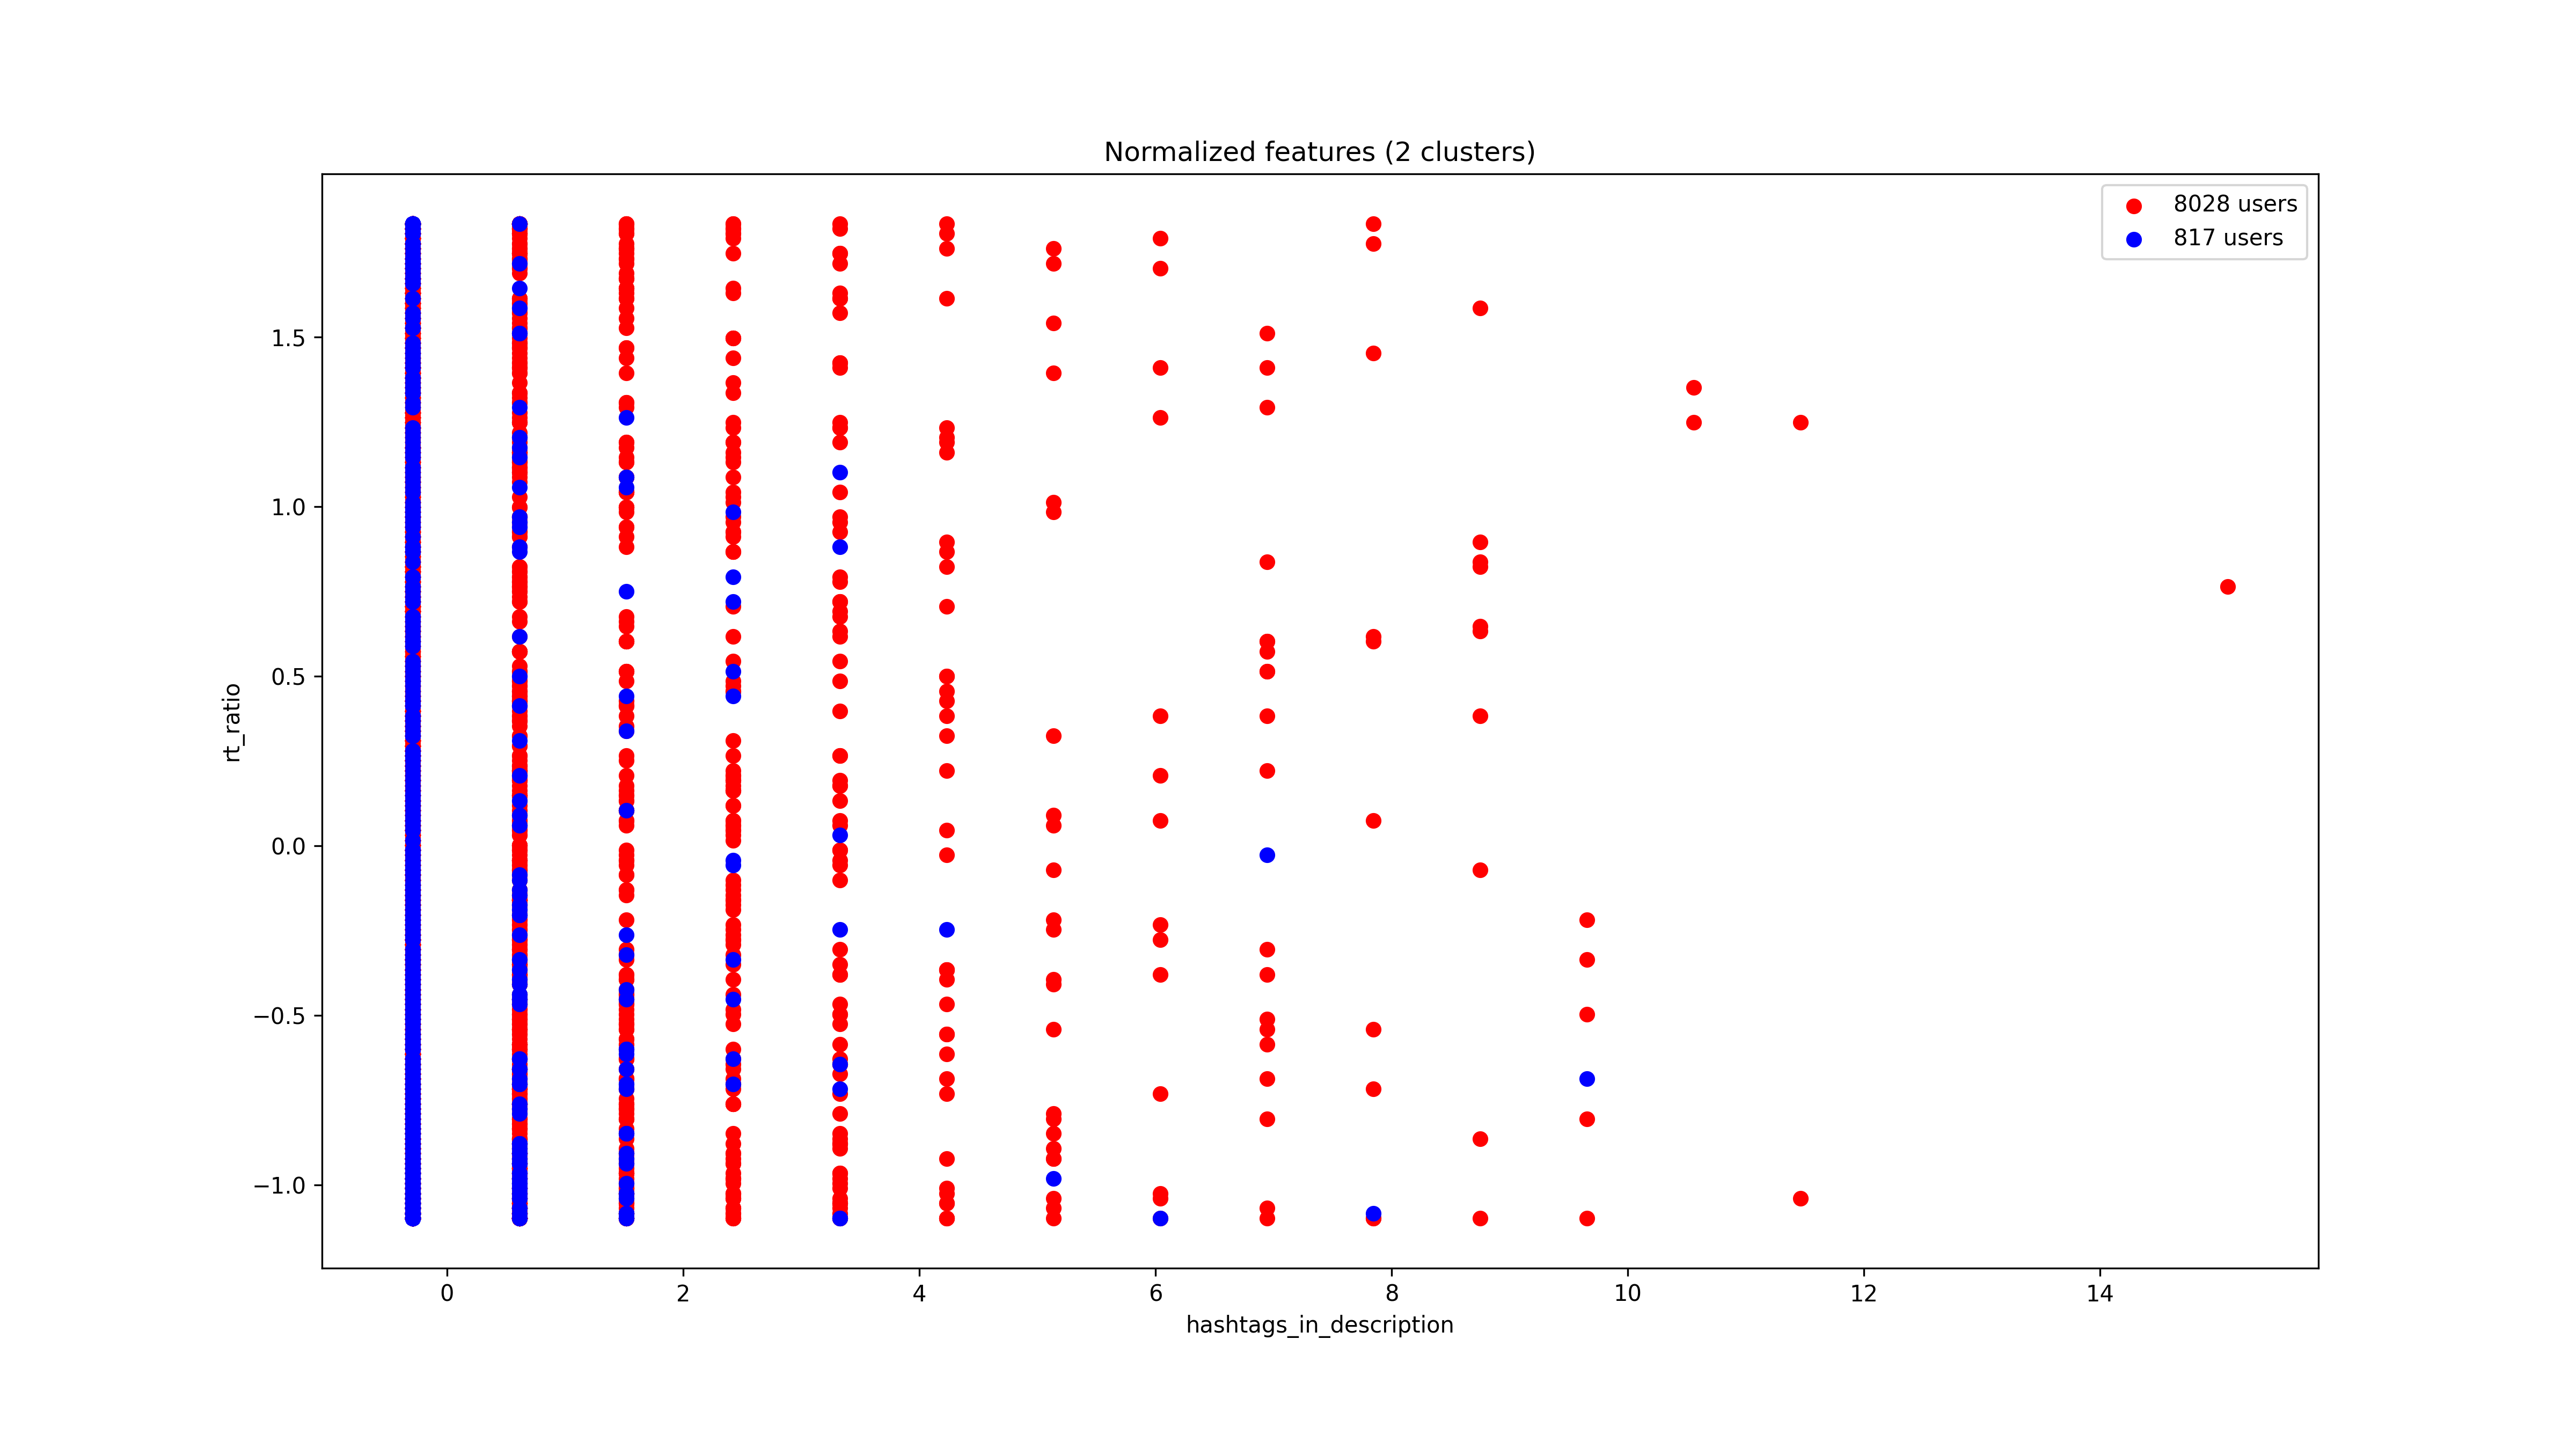 Normalized features (2 clusters)
8028 users
817 users
1.5
1.0
0.5
0.0
−0.5
−1.0
rt_ratio
0 2 4 6 8 10 12 14
hashtags_in_description